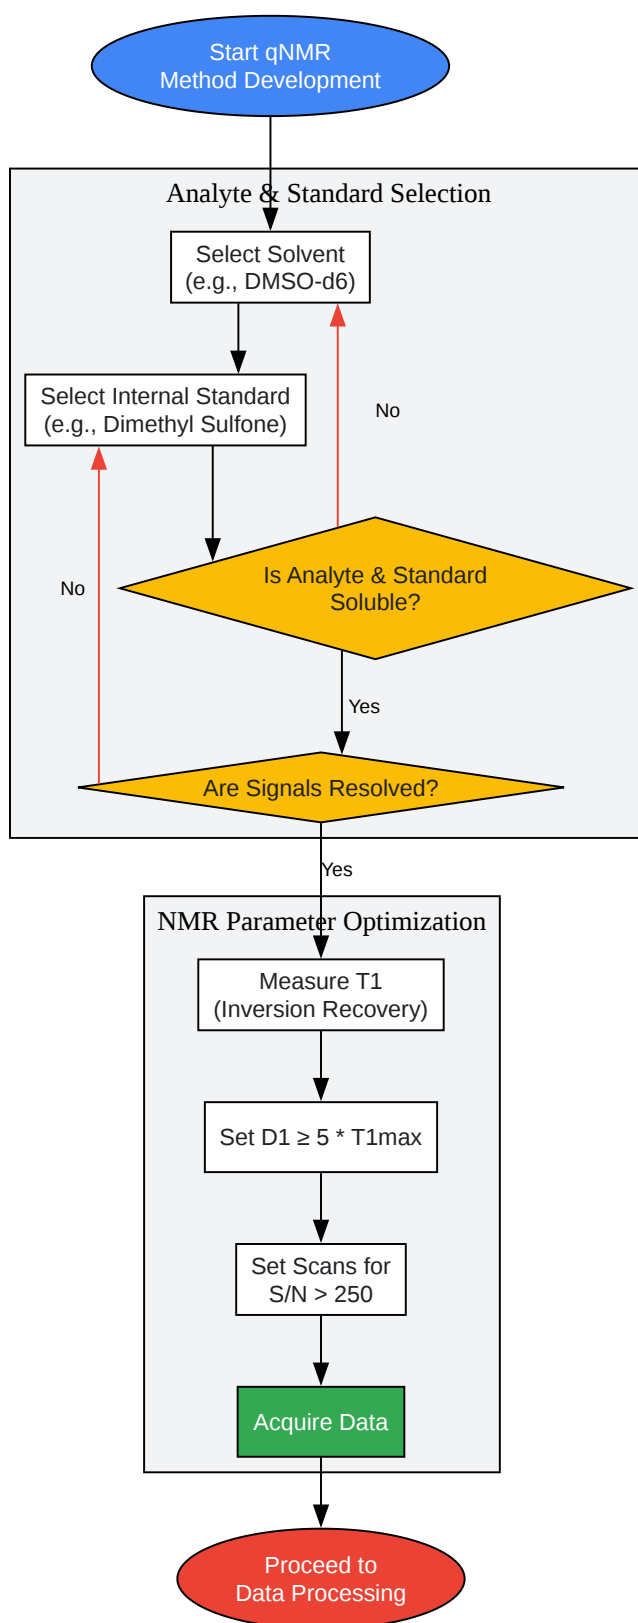 Start qNMR
Method Development
Analyte & Standard Selection
Select Solvent
(e.g., DMSO-d6)
Select Internal Standard
(e.g., Dimethyl Sulfone)
No
Is Analyte & Standard
Soluble?
No
Yes
Are Signals Resolved?
Yes
NMR Parameter Optimization
Measure T1
(Inversion Recovery)
Set D1 ≥ 5 * T1max
Set Scans for
S/N > 250
Acquire Data
Proceed to
Data Processing